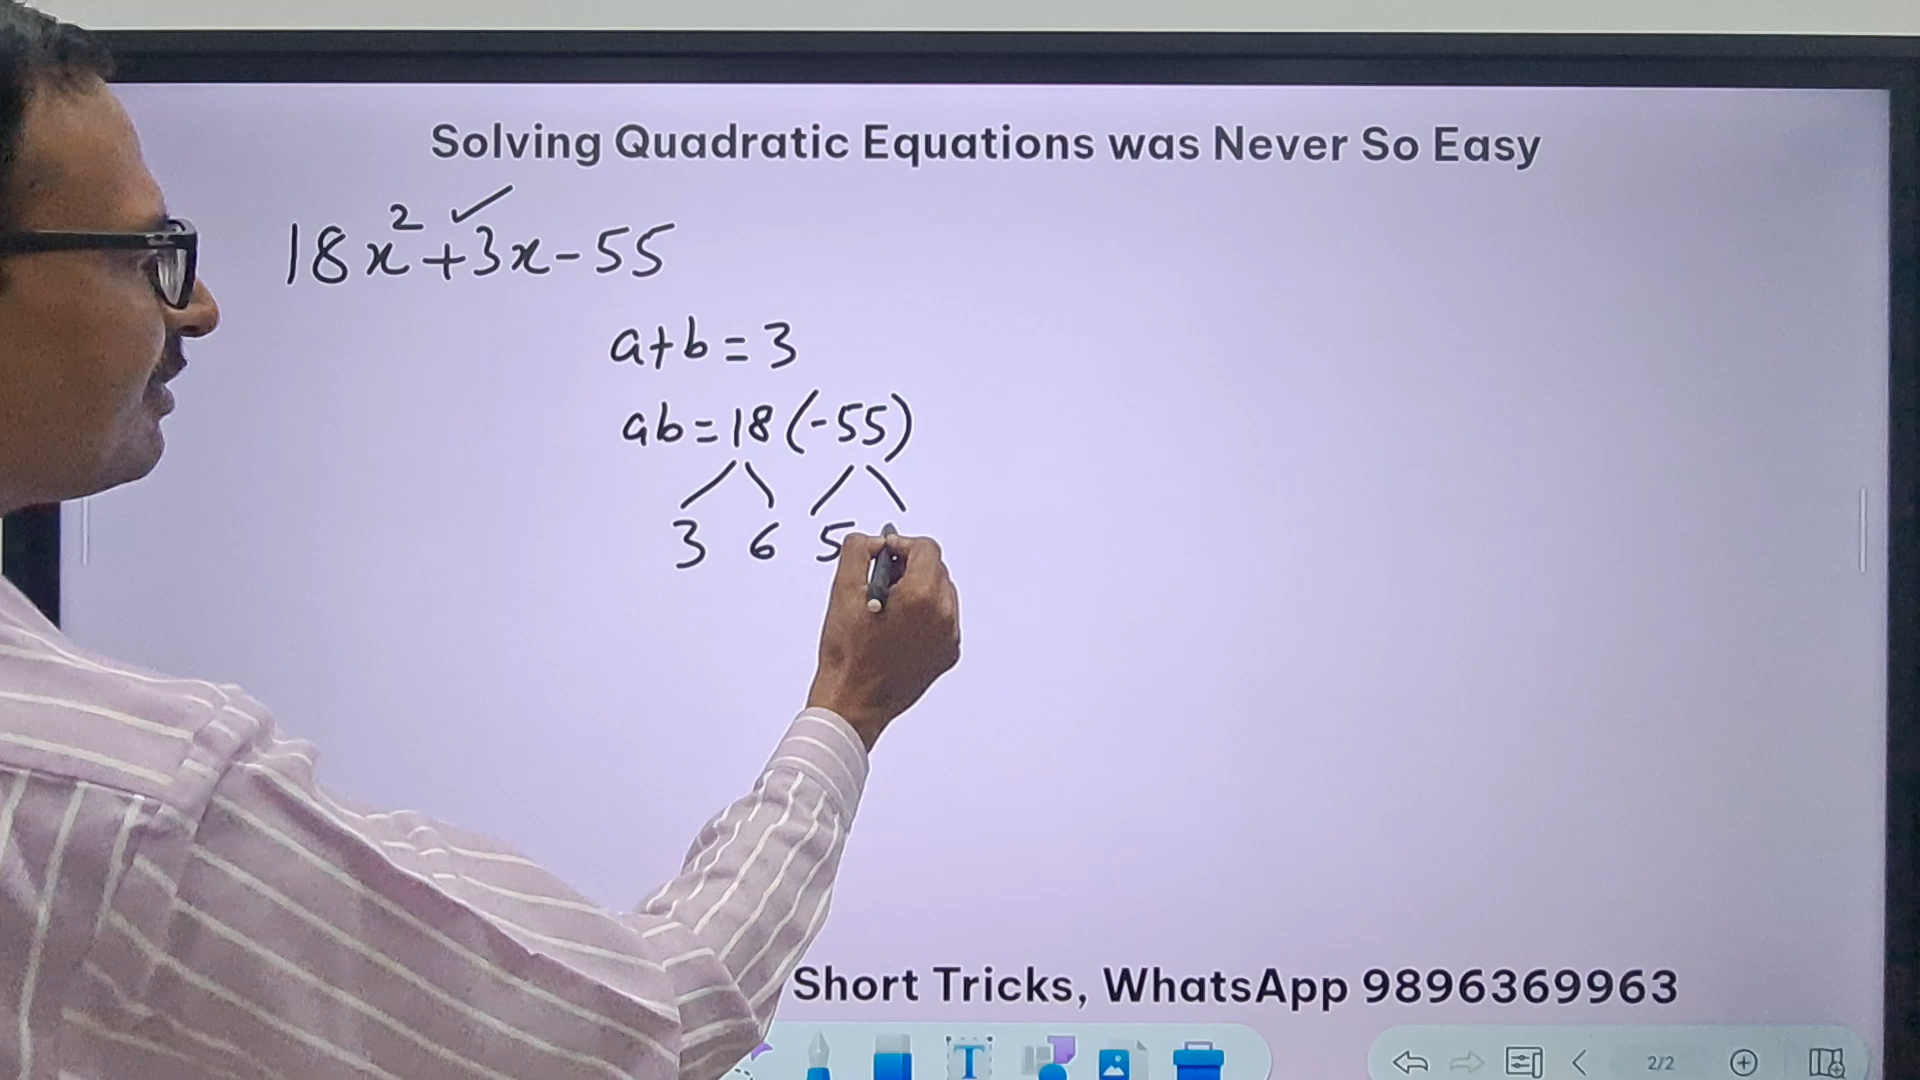 Solving Quadratic Equations was Never So Easy
18x²+3x-55
a+b=3
ab=18(-55)
3 6 5
Short Tricks, WhatsApp 9896369963
T
2/2